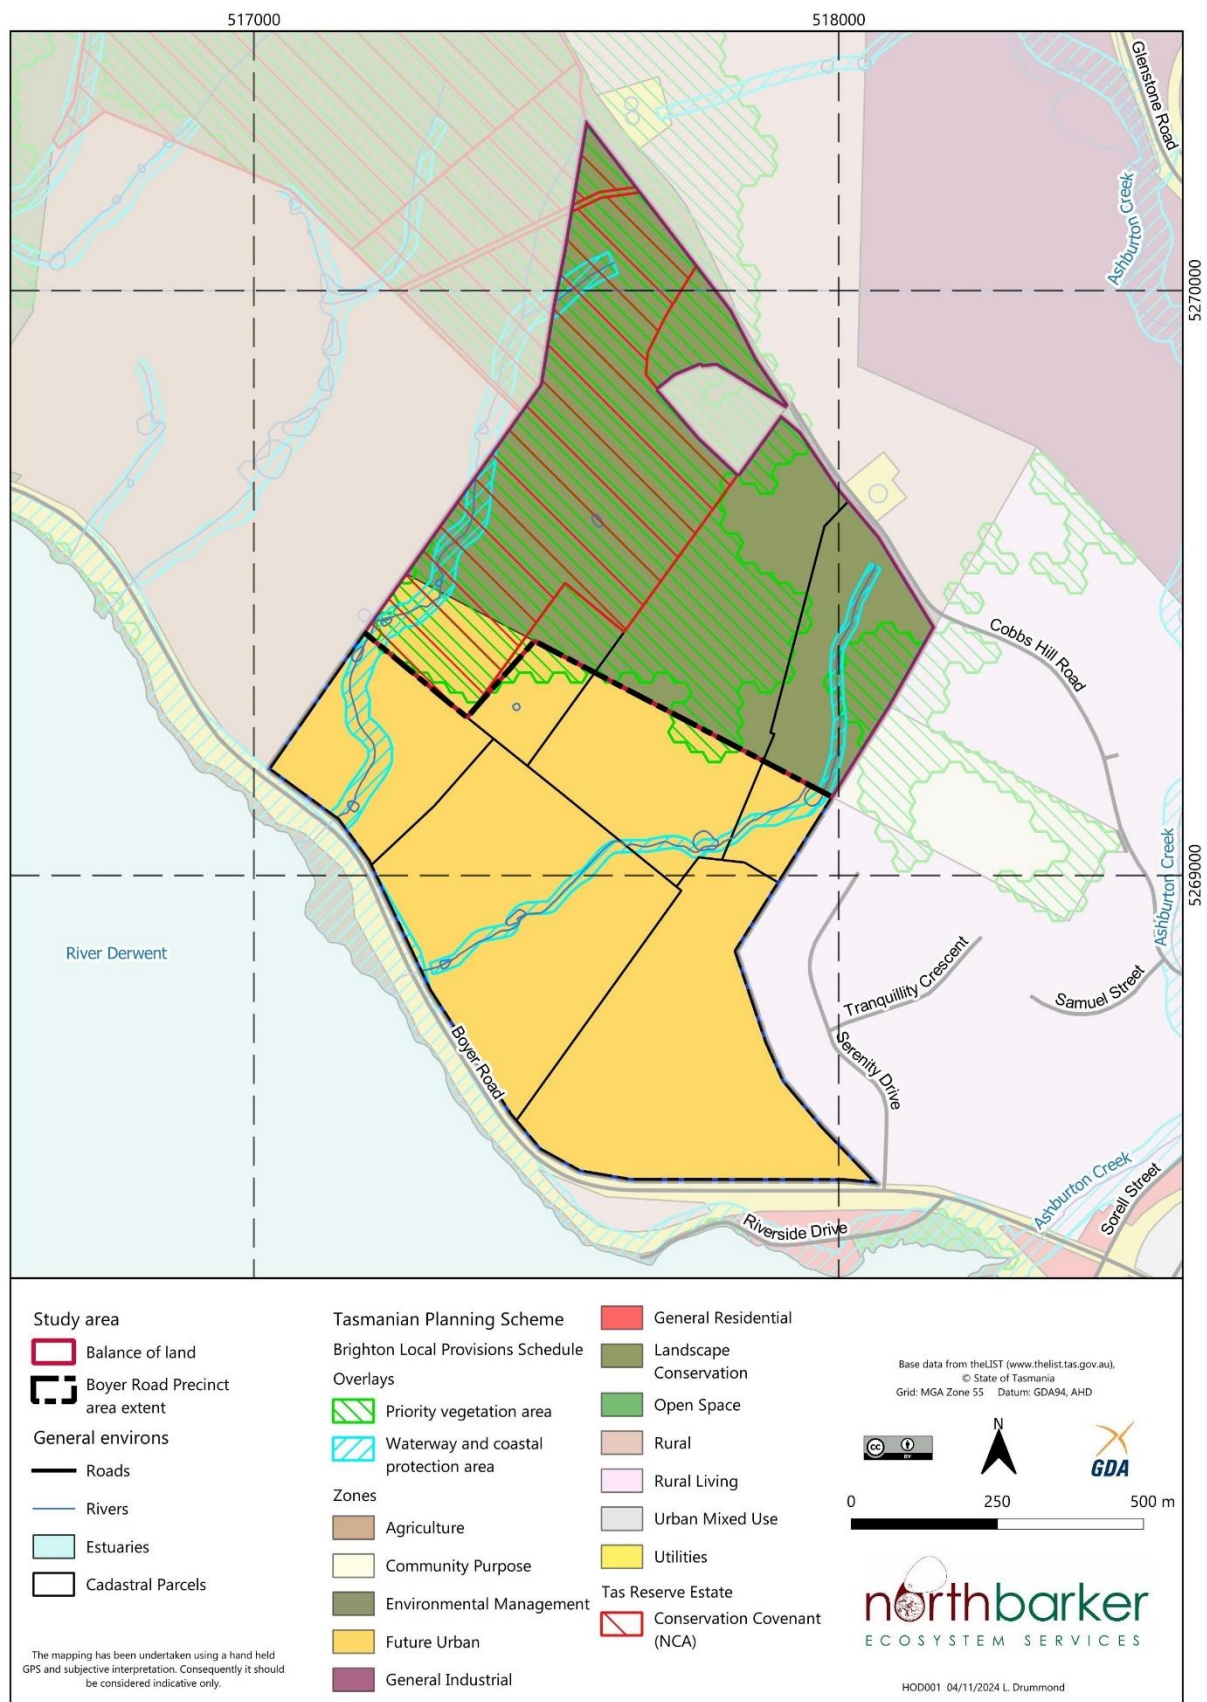 517000
518000
Glenstone Road
Ashburton Creek
5270000
Cobbs Hill Road
5269000
Ashburton Creek
River Derwent
Tranquillity Crescent
Samuel Street
Serenity Drive
Boyer Road
Ashburton Creek
Sorell Street
Riverside Drive
Study area
Balance of land
Boyer Road Precinct
area extent
General environs
Roads
Rivers
Estuaries
Cadastral Parcels
The mapping has been undertaken using a hand held
GPS and subjective interpretation. Consequently it should
be considered indicative only.
Tasmanian Planning Scheme
Brighton Local Provisions Schedule
Overlays
Priority vegetation area
Waterway and coastal
protection area
Zones
Agriculture
Community Purpose
Environmental Management
Future Urban
General Industrial
General Residential
Landscape
Conservation
Open Space
Rural
Rural Living
Urban Mixed Use
Utilities
Tas Reserve Estate
Conservation Covenant
(NCA)
Base data from theLIST (www.thelist.tas.gov.au),
© State of Tasmania
Grid: MGA Zone 55 Datum: GDA94, AHD
cc BY
N
GDA
0 250 500 m
northbarker
ECOSYSTEM SERVICES
HOD001 04/11/2024 L. Drummond